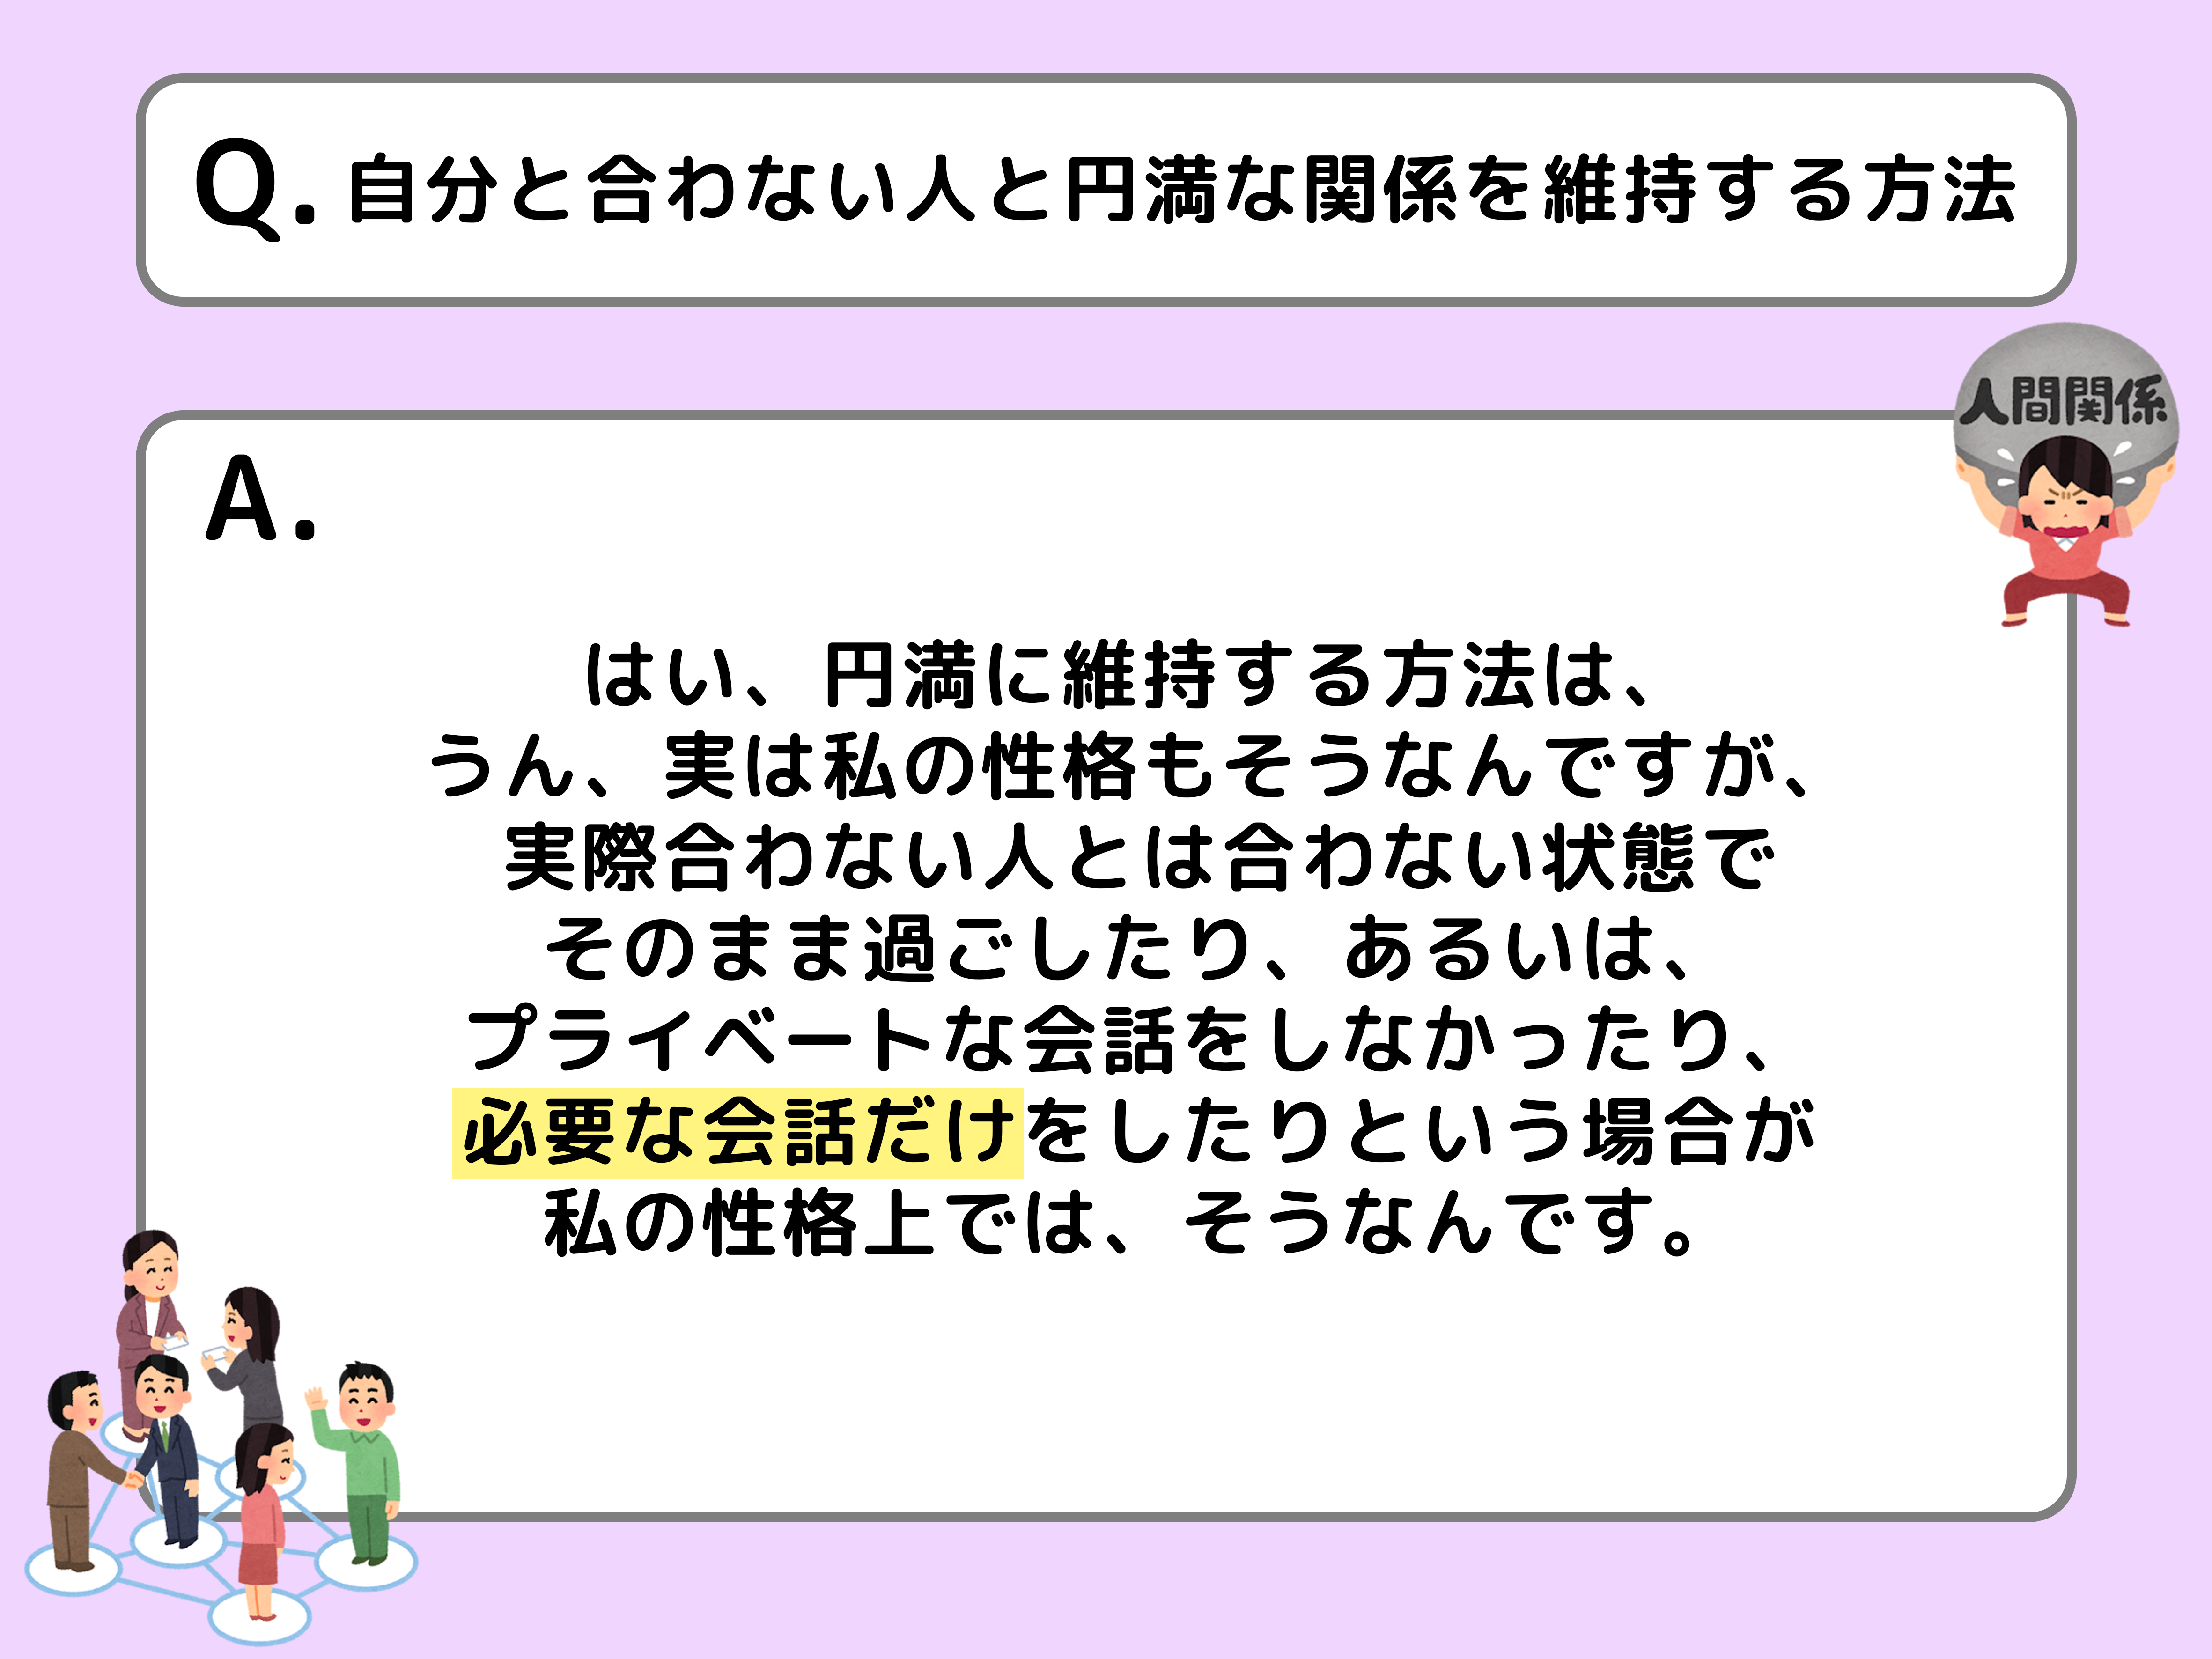 Q. 自分と合わない人と円満な関係を維持する方法
人間関係
A.
はい、円満に維持する方法は、
うん、実は私の性格もそうなんですが、
実際合わない人とは合わない状態で
そのまま過ごしたり、あるいは、
プライベートな会話をしなかったり、
必要な会話だけをしたりという場合が
私の性格上では、そうなんです。